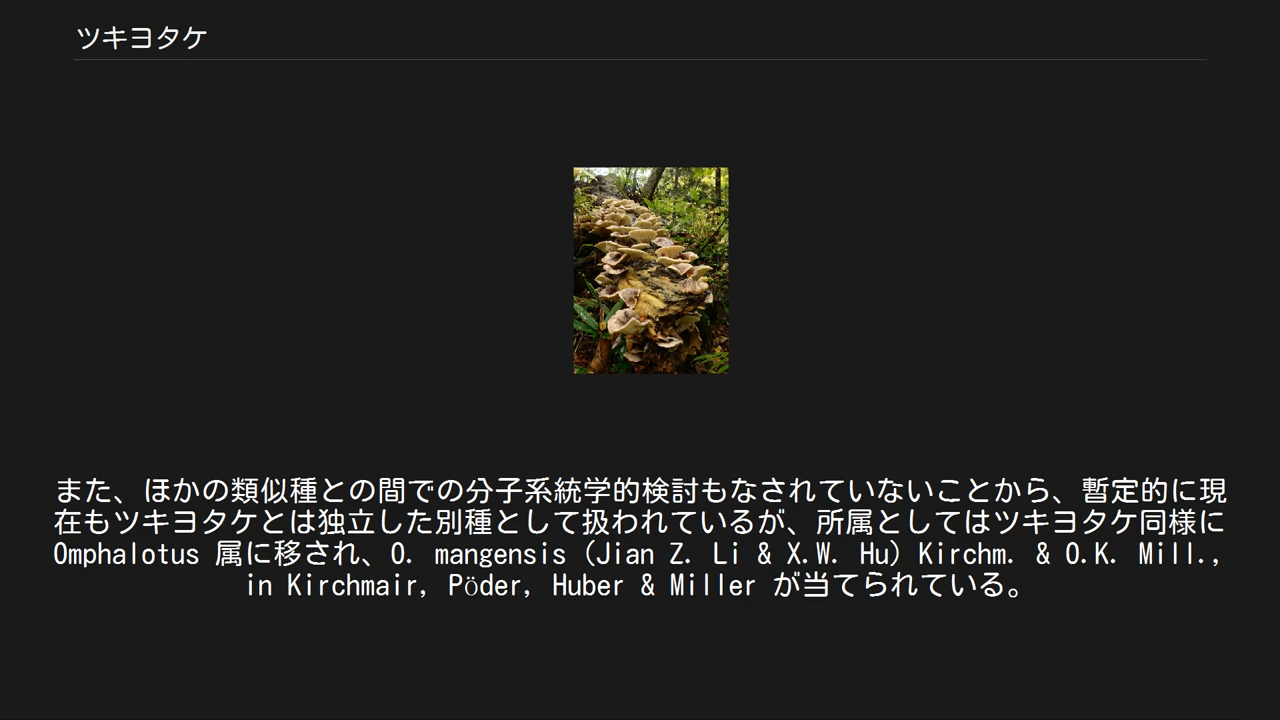 ツキヨタケ
また、ほかの類似種との間での分子系統学的検討もなされていないことから、暫定的に現
在もツキヨタケとは独立した別種として扱われているが、所属としてはツキヨタケ同様に
Omphalotus 属に移され、O. mangensis (Jian Z. Li & X.W. Hu) Kirchm. & O.K. Mill.,
in Kirchmair, Pöder, Huber & Miller が当てられている。